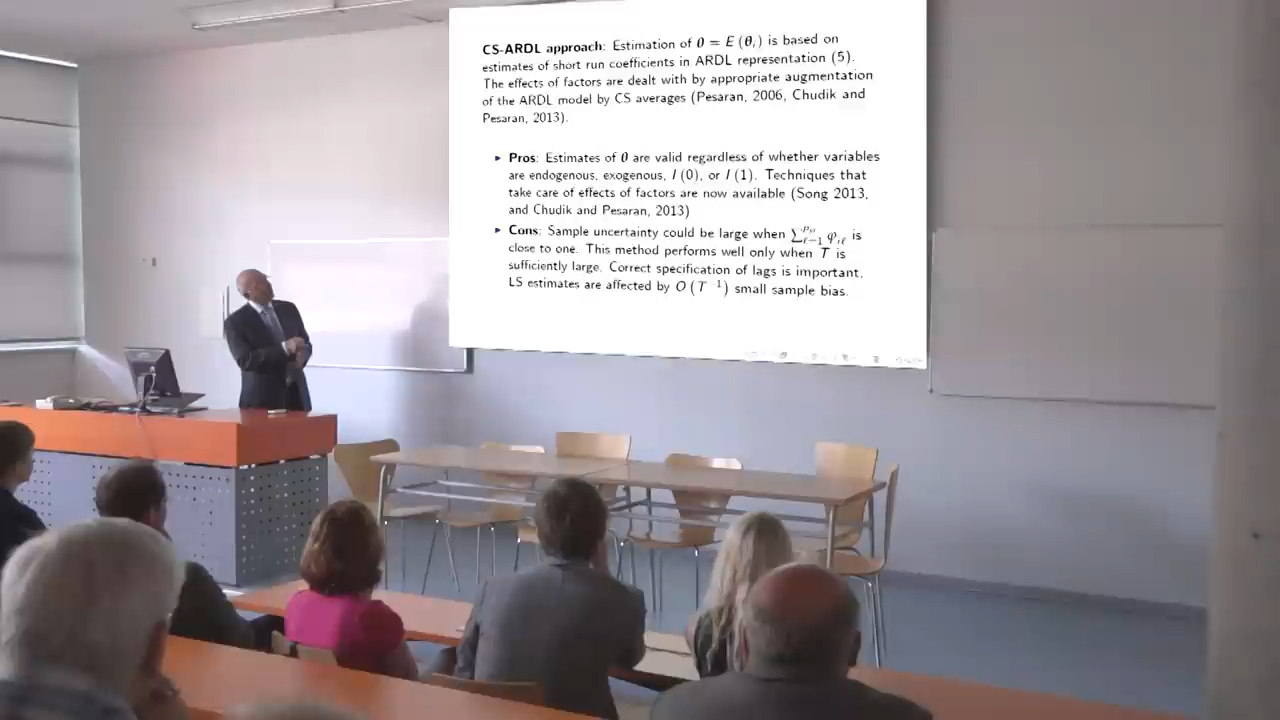 CS-ARDL approach: Estimation of θ = E (θᵢ) is based on
estimates of short run coefficients in ARDL representation (5).
The effects of factors are dealt with by appropriate augmentation
of the ARDL model by CS averages (Pesaran, 2006, Chudik and
Pesaran, 2013).
▸ Pros: Estimates of θ are valid regardless of whether variables
are endogenous, exogenous, I (0), or I (1). Techniques that
take care of effects of factors are now available (Song 2013,
and Chudik and Pesaran, 2013)
▸ Cons: Sample uncertainty could be large when ∑ φᵢℓ is
close to one. This method performs well only when T is
sufficiently large. Correct specification of lags is important,
LS estimates are affected by O (T⁻¹) small sample bias.